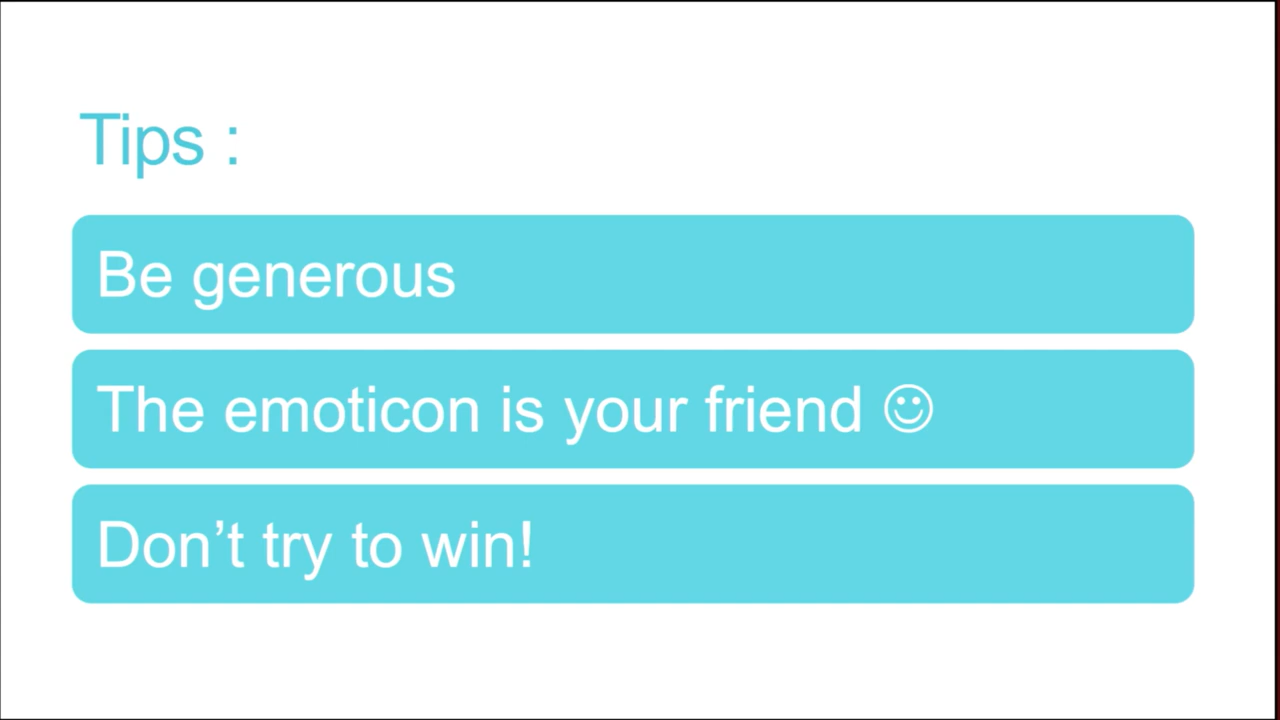 Tips :
Be generous
The emoticon is your friend ☺
Don’t try to win!